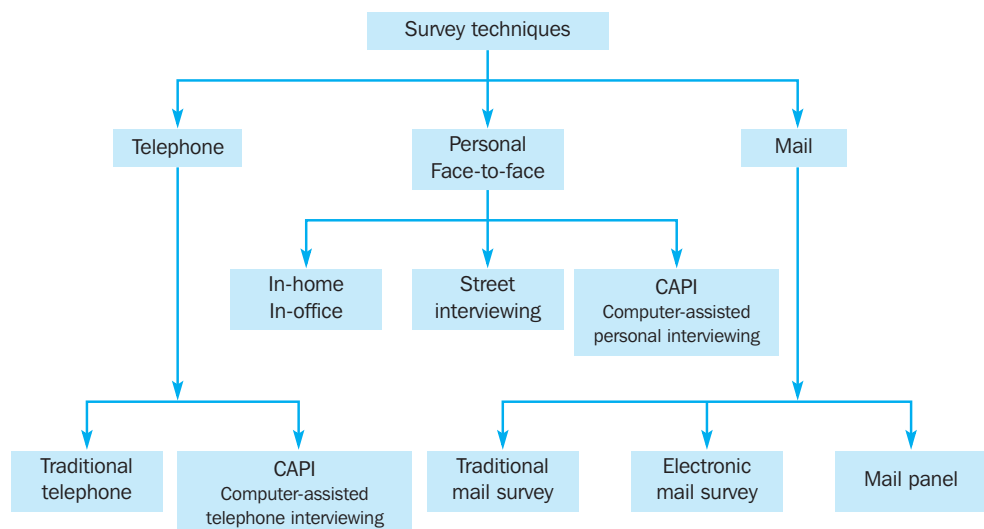 Survey techniques
Telephone
Personal
Face-to-face
Mail
In-home
In-office
Street
interviewing
CAPI
Computer-assisted
personal interviewing
Traditional
telephone
CAPI
Computer-assisted
telephone interviewing
Traditional
mail survey
Electronic
mail survey
Mail panel